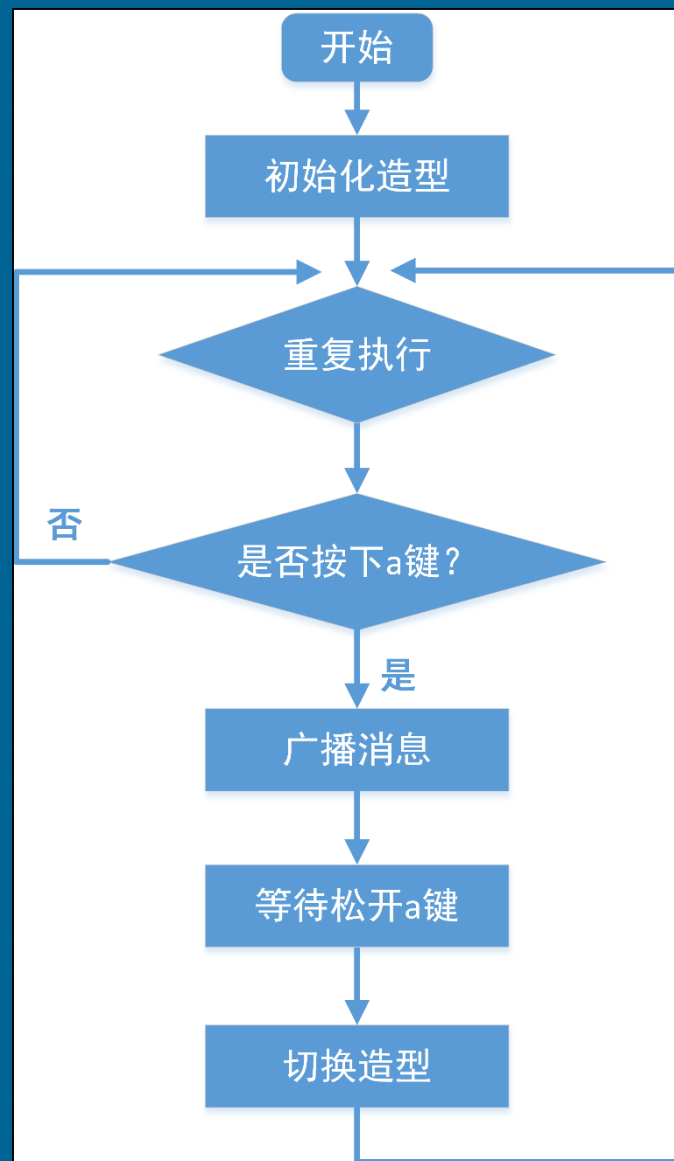 开始
初始化造型
重复执行
否
是否按下a键？
是
广播消息
等待松开a键
切换造型